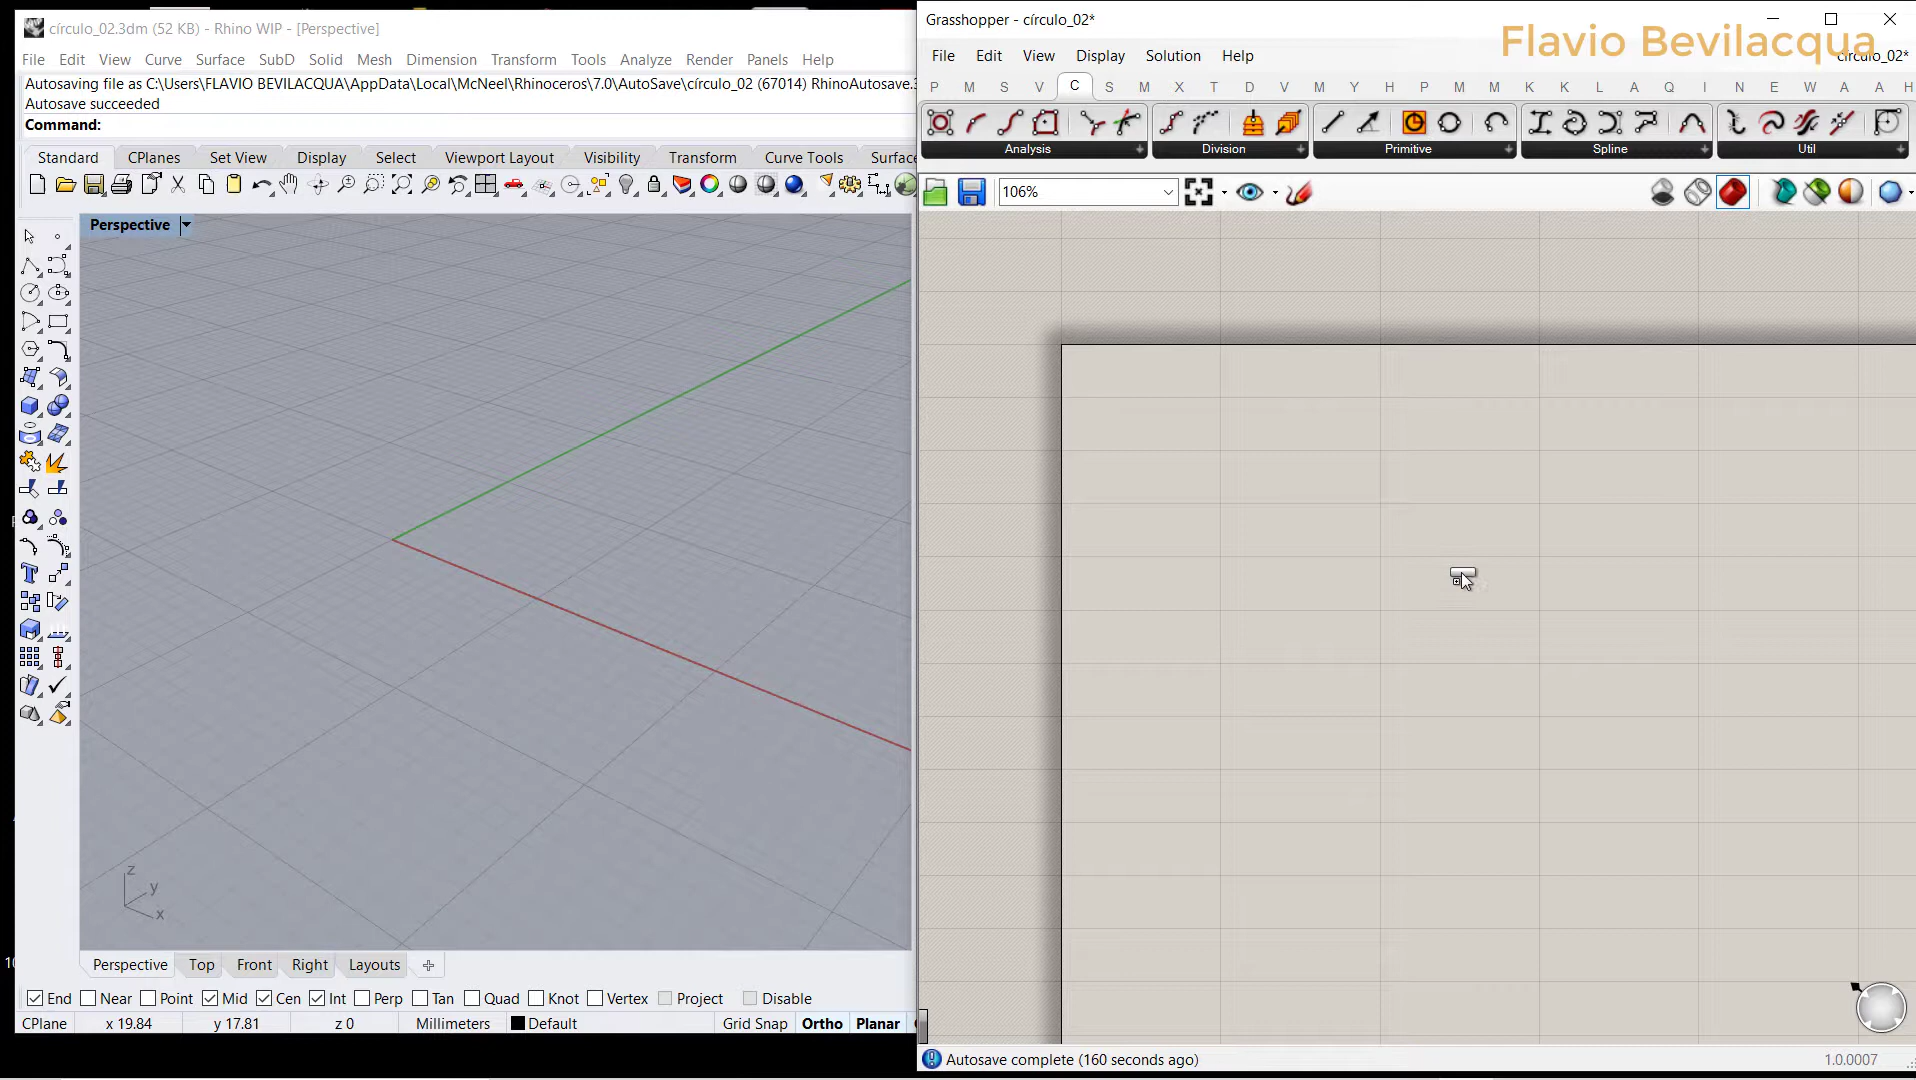 círculo_02.3dm (52 KB) - Rhino WIP - [Perspective]
File Edit View Curve Surface SubD Solid Mesh Dimension Transform Tools Analyze Render Panels Help
Autosaving file as C:\Users\FLAVIO BEVILACQUA\AppData\Local\McNeel\Rhinoceros\7.0\AutoSave\círculo_02 (67014) RhinoAutosave.3
Autosave succeeded
Command:
Standard CPlanes Set View Display Select Viewport Layout Visibility Transform Curve Tools Surfac
Perspective
z
y
x
Perspective Top Front Right Layouts
End Near Point Mid Cen Int Perp Tan Quad Knot Vertex Project Disable
CPlane x 19.84 y 17.81 z 0 Millimeters Default Grid Snap Ortho Planar
Grasshopper - círculo_02*
Flavio Bevilacqua
File Edit View Display Solution Help círculo_02*
P M S V C S M X T D V M Y H P M M K K L A Q I N E W A A H
Analysis Division Primitive Spline Util
106%
Autosave complete (160 seconds ago) 1.0.0007